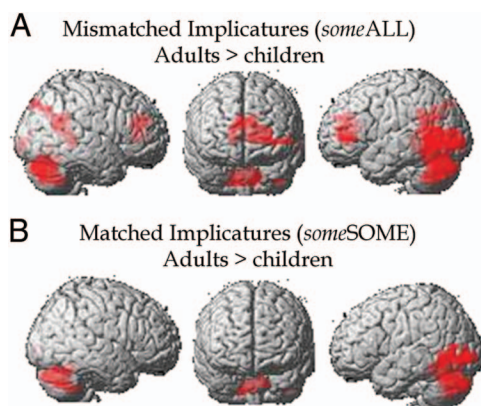 A
Mismatched Implicatures (someALL)
Adults > children
B
Matched Implicatures (someSOME)
Adults > children